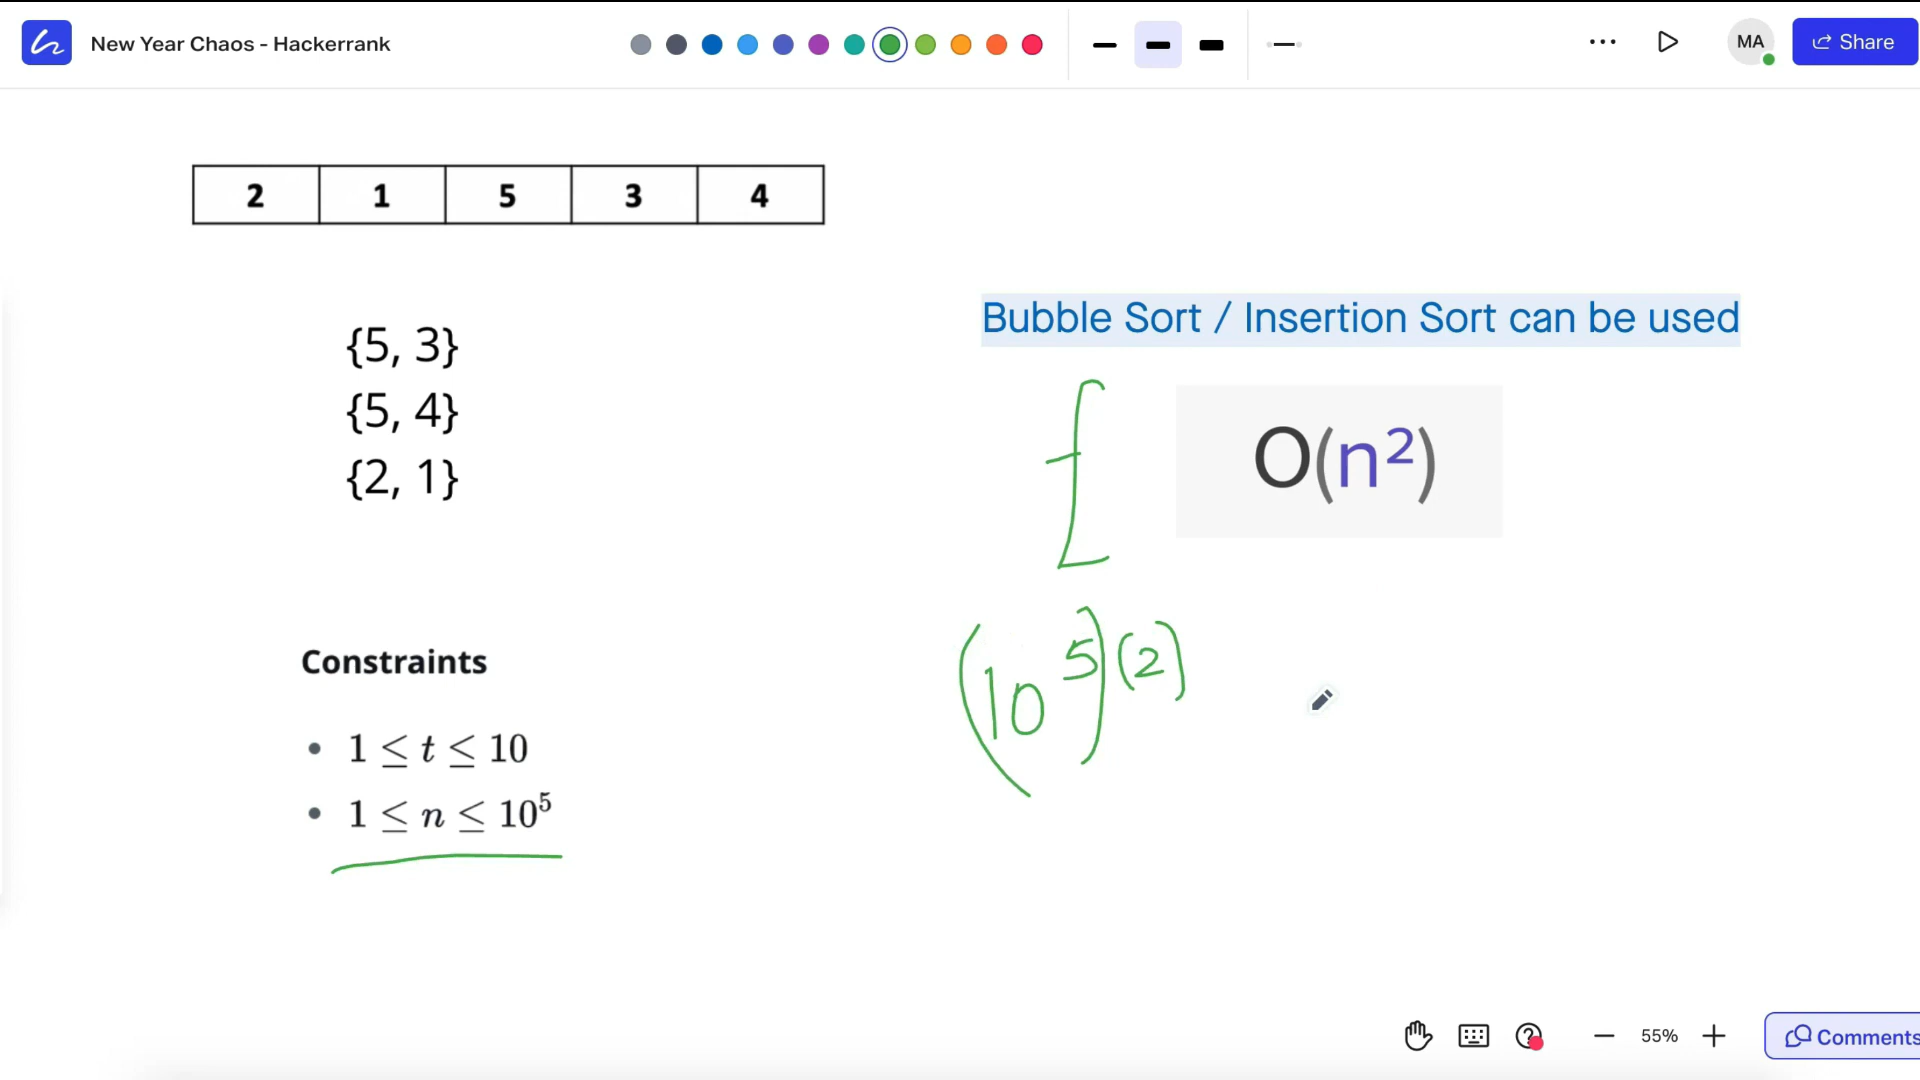 New Year Chaos - Hackerrank
MA
Share
2 1 5 3 4
{5, 3}
{5, 4}
{2, 1}
Bubble Sort / Insertion Sort can be used
O(n²)
(10⁵)⁽²⁾
Constraints
• 1 ≤ t ≤ 10
• 1 ≤ n ≤ 10⁵
55%
Comments